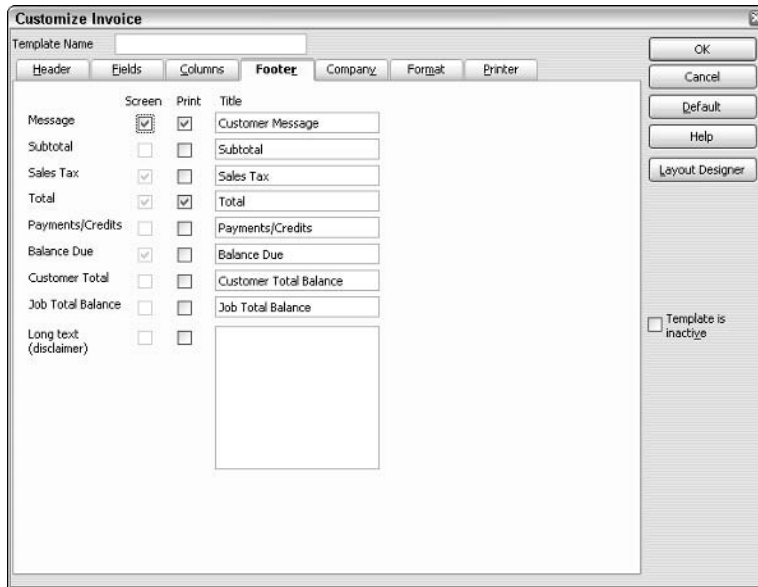 Customize Invoice
Template Name
Header Fields Columns Footer Company Format Printer
Screen Print Title
Message Customer Message
Subtotal Subtotal
Sales Tax Sales Tax
Total Total
Payments/Credits Payments/Credits
Balance Due Balance Due
Customer Total Customer Total Balance
Job Total Balance Job Total Balance
Long text
(disclaimer)
OK
Cancel
Default
Help
Layout Designer
Template is
inactive